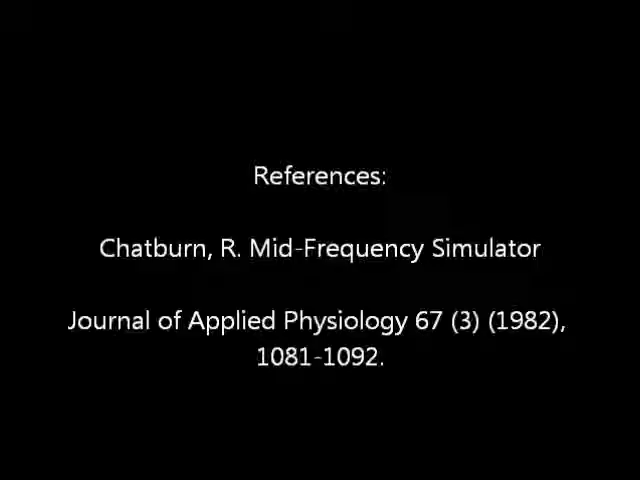 References:
Chatburn, R. Mid-Frequency Simulator
Journal of Applied Physiology 67 (3) (1982),
1081-1092.